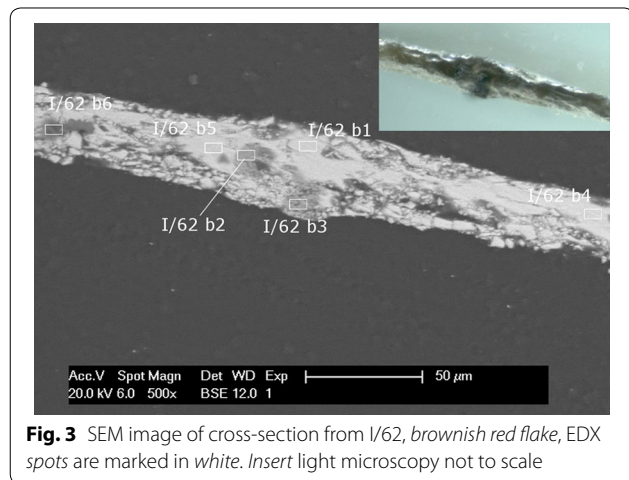 I/62 b6
I/62 b5
I/62 b1
I/62 b4
I/62 b2
I/62 b3
Acc.V Spot Magn Det WD Exp 50 µm
20.0 kV 6.0 500x BSE 12.0 1
Fig. 3 SEM image of cross-section from I/62, brownish red flake, EDX
spots are marked in white. Insert light microscopy not to scale